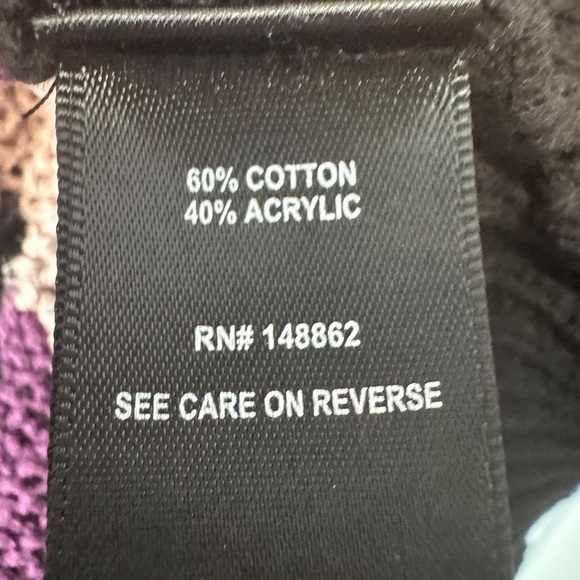 60% COTTON
40% ACRYLIC
RN# 148862
SEE CARE ON REVERSE